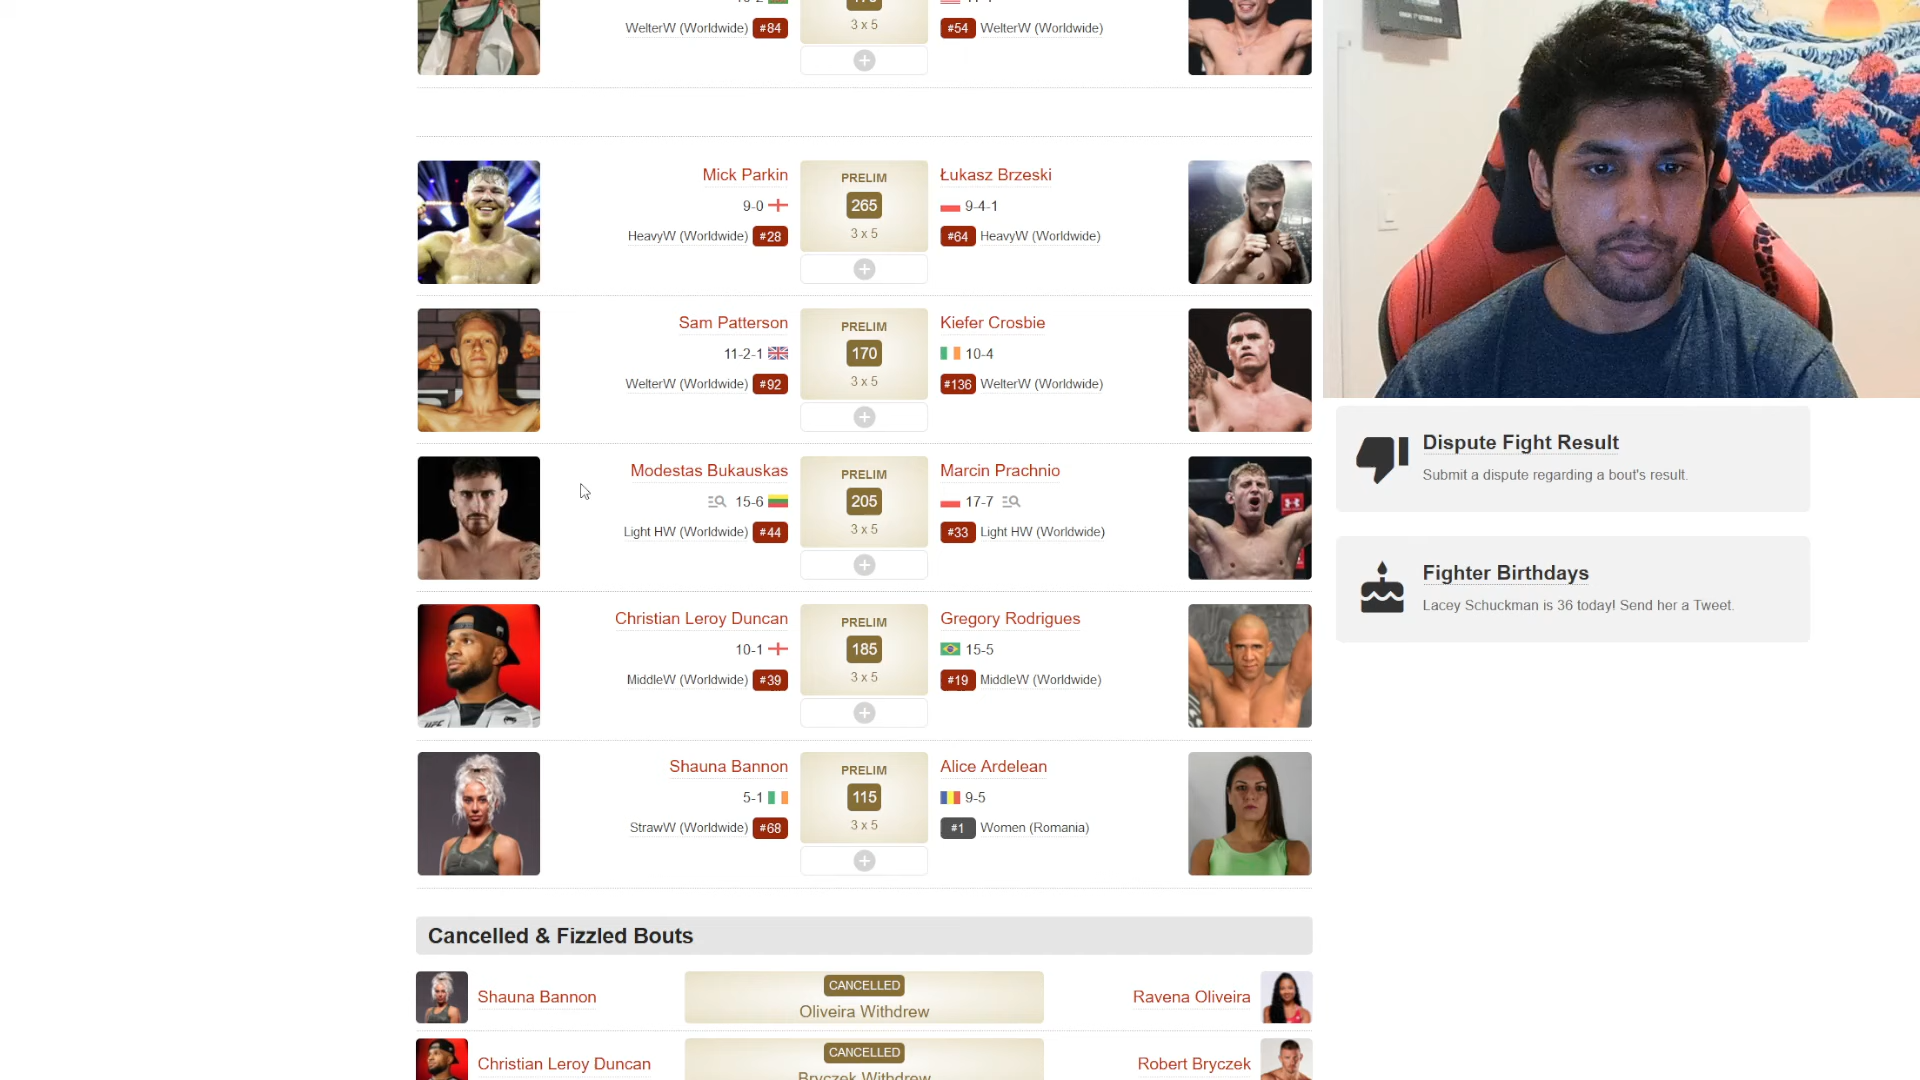 WelterW (Worldwide) #84
3 x 5
#54 WelterW (Worldwide)
Mick Parkin
PRELIM
Łukasz Brzeski
9-0
265
9-4-1
HeavyW (Worldwide) #28
3 x 5
#64 HeavyW (Worldwide)
Sam Patterson
PRELIM
Kiefer Crosbie
11-2-1
170
10-4
WelterW (Worldwide) #92
3 x 5
#136 WelterW (Worldwide)
Modestas Bukauskas
PRELIM
Marcin Prachnio
15-6
205
17-7
Light HW (Worldwide) #44
3 x 5
#33 Light HW (Worldwide)
Christian Leroy Duncan
PRELIM
Gregory Rodrigues
10-1
185
15-5
MiddleW (Worldwide) #39
3 x 5
#19 MiddleW (Worldwide)
Shauna Bannon
PRELIM
Alice Ardelean
5-1
115
9-5
StrawW (Worldwide) #68
3 x 5
#1 Women (Romania)
Cancelled & Fizzled Bouts
Shauna Bannon
CANCELLED
Oliveira Withdrew
Ravena Oliveira
Christian Leroy Duncan
CANCELLED
Bryczek Withdrew
Robert Bryczek
Dispute Fight Result
Submit a dispute regarding a bout's result.
Fighter Birthdays
Lacey Schuckman is 36 today! Send her a Tweet.